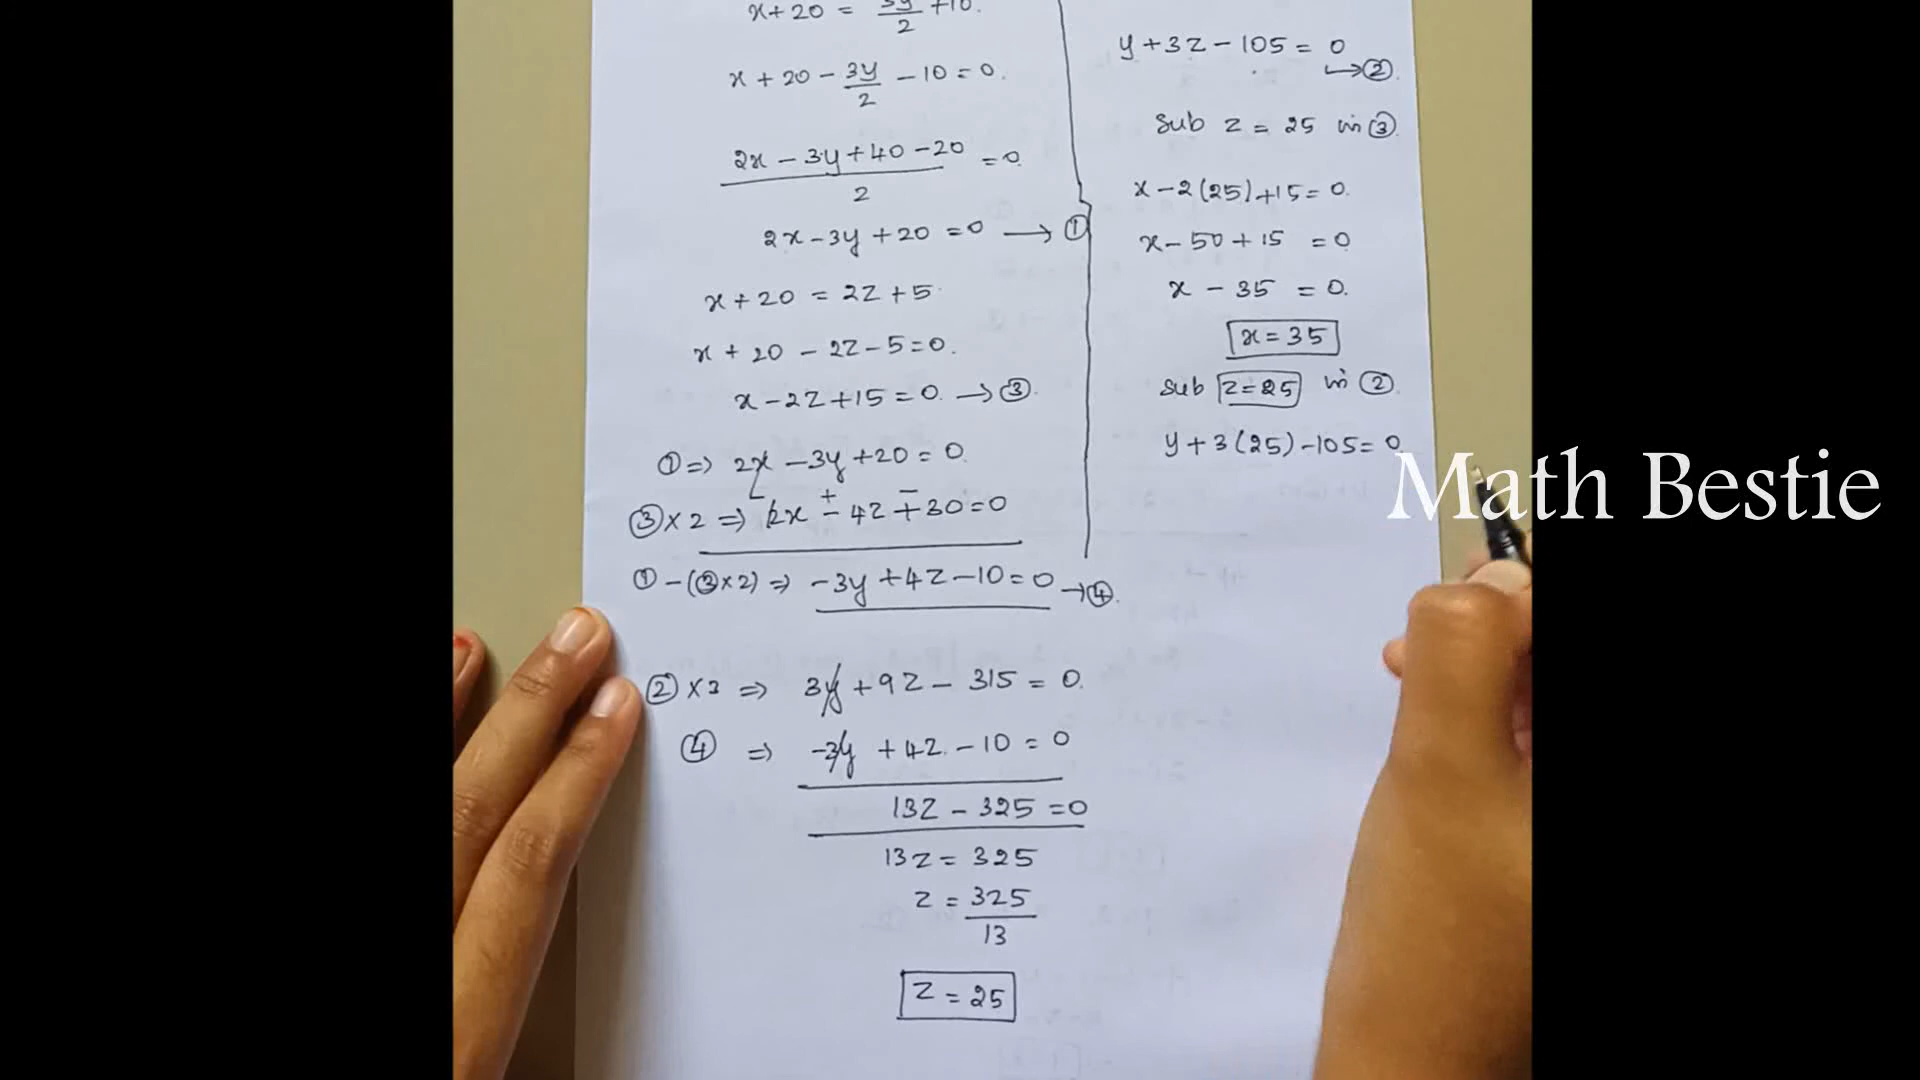 x + 20 = 3y/2 + 10.
x + 20 - 3y/2 - 10 = 0.
2x - 3y + 40 - 20 / 2 = 0.
2x - 3y + 20 = 0 → ①
x + 20 = 2z + 5.
x + 20 - 2z - 5 = 0.
x - 2z + 15 = 0. → ③.
① ⇒ 2x - 3y + 20 = 0.
- + -
③ × 2 ⇒ 2x - 4z + 30 = 0
① - (③ × 2) ⇒ -3y + 4z - 10 = 0 → ④.
② × 3 ⇒ 3y + 9z - 315 = 0.
④ ⇒ -3y + 4z - 10 = 0
13z - 325 = 0
13z = 325
z = 325
13
z = 25
y + 3z - 105 = 0
→ ②.
Sub z = 25 in ③.
x - 2(25) + 15 = 0.
x - 50 + 15 = 0
x - 35 = 0.
x = 35
sub z = 25 in ②.
y + 3(25) - 105 = 0
Math Bestie